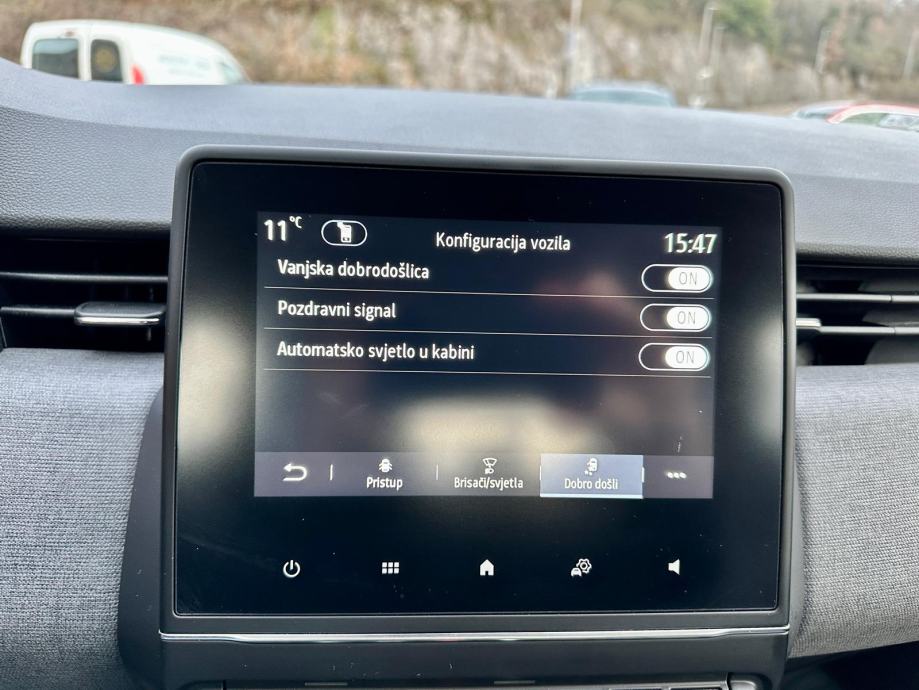 11°C Konfiguracija vozila 15:47
Vanjska dobrodošlica ON
Pozdravni signal ON
Automatsko svjetlo u kabini ON
Pristup Brisači/svjetla Dobro došli